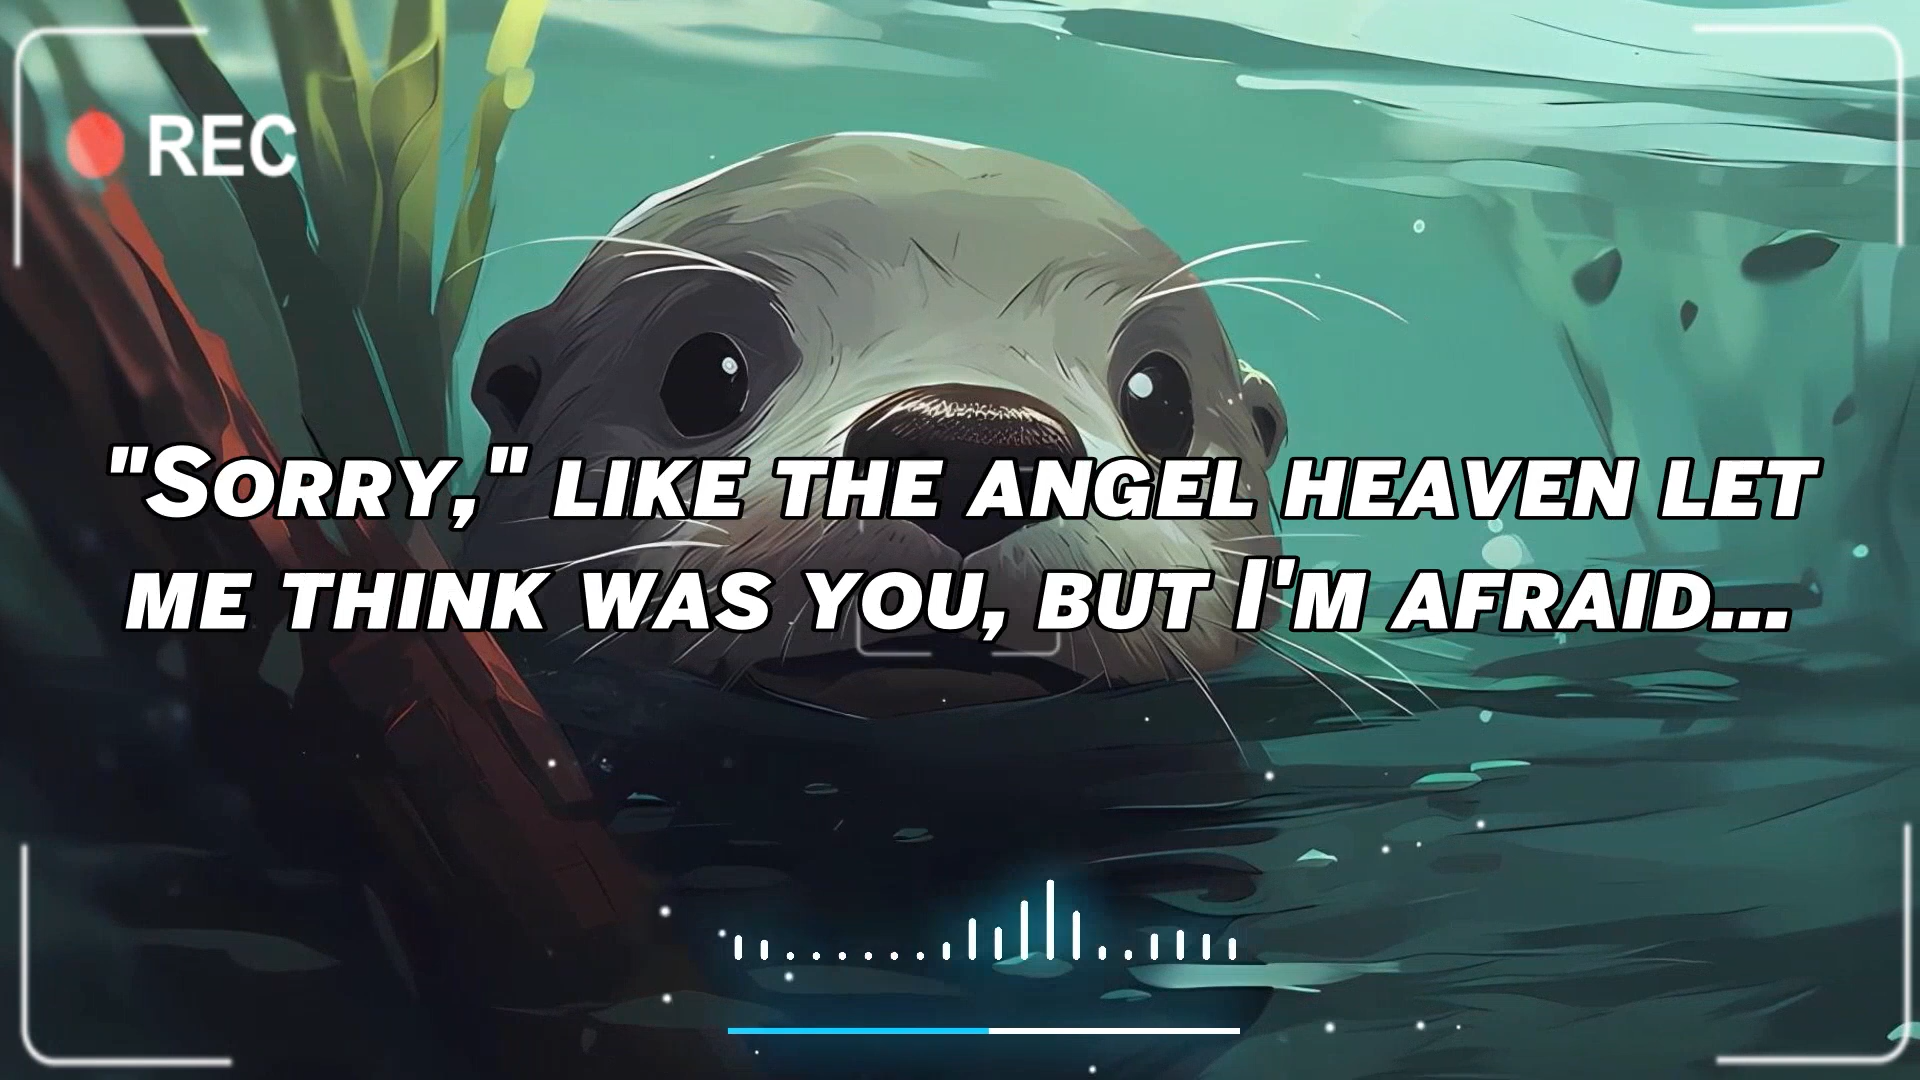 REC
"Sorry," like the angel heaven let
me think was you, but I'm afraid...